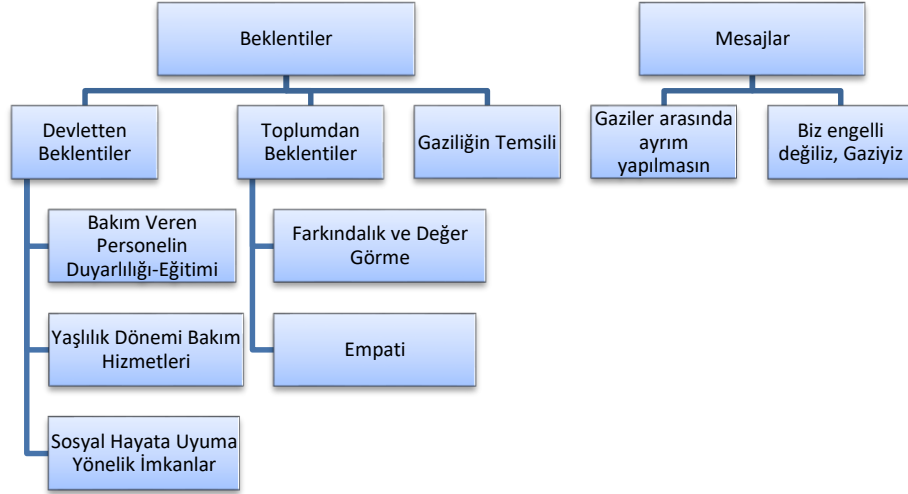 Beklentiler
Mesajlar
Devletten
Beklentiler
Toplumdan
Beklentiler
Gaziliğin Temsili
Gaziler arasında
ayrım
yapılmasın
Biz engelli
değiliz, Gaziyiz
Bakım Veren
Personelin
Duyarlılığı-Eğitimi
Farkındalık ve Değer
Görme
Yaşlılık Dönemi Bakım
Hizmetleri
Empati
Sosyal Hayata Uyuma
Yönelik İmkanlar